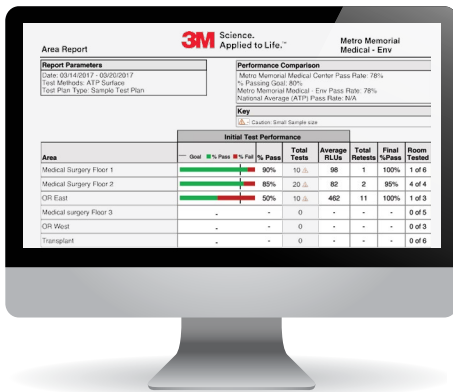 3M Science.
Applied to Life.™
Area Report
Metro Memorial
Medical - Env
Report Parameters
Date: 03/14/2017 - 03/20/2017
Test Methods: ATP Surface
Test Plan Type: Sample Test Plan
Performance Comparison
Metro Memorial Medical Center Pass Rate: 78%
% Passing Goal: 80%
Metro Memorial Medical - Env Pass Rate: 78%
National Average (ATP) Pass Rate: N/A
Key
- Caution: Small Sample size
Initial Test Performance
Area Goal % Pass % Fail % Pass Total Tests Average RLUs Total Retests Final %Pass Room Tested
Medical Surgery Floor 1 90% 10 98 1 100% 1 of 6
Medical Surgery Floor 2 85% 20 82 2 95% 4 of 4
OR East 50% 10 462 11 100% 1 of 3
Medical surgery Floor 3 - - 0 - - - 0 of 5
OR West - - 0 - - - 0 of 3
Transplant - - 0 - - - 0 of 6